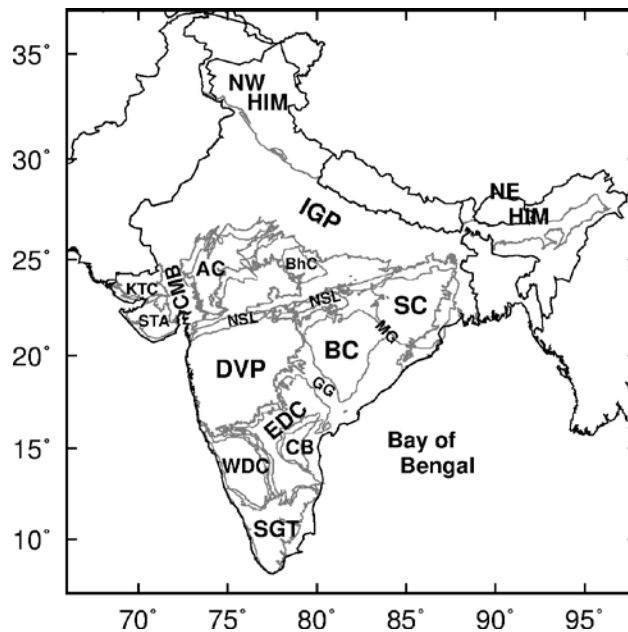 35°
30°
25°
20°
15°
10°
70°
75°
80°
85°
90°
95°
NW
HIM
NE
HIM
IGP
AC
BhC
KTC
RCMB
STA
NSL
NSL
SC
MG
BC
DVP
GG
EDC
CB
WDC
SGT
Bay of
Bengal